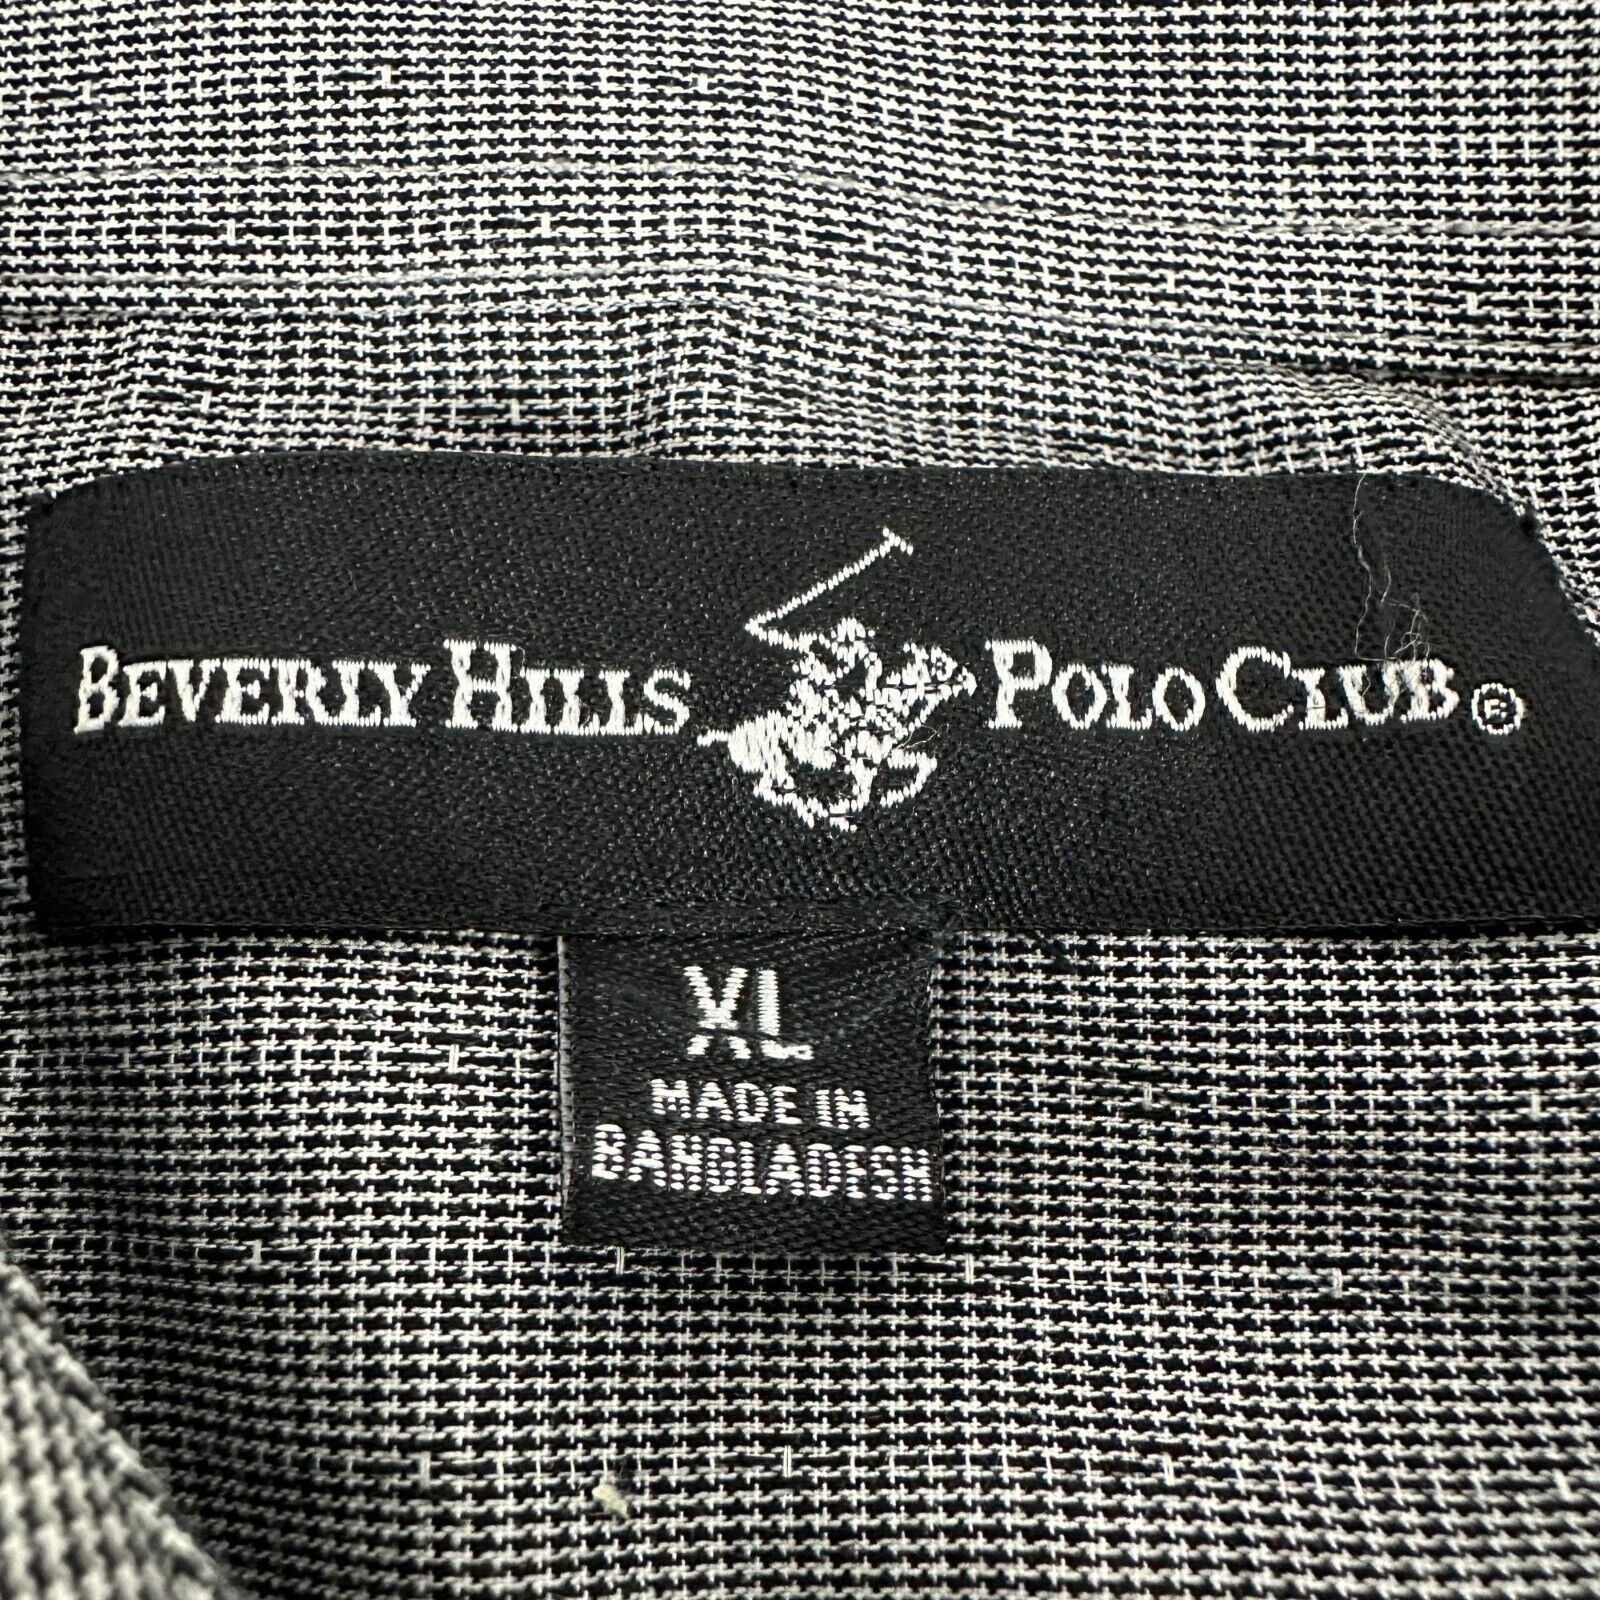 BEVERLY HILLS POLO CLUB®
XL
MADE IN
BANGLADESH